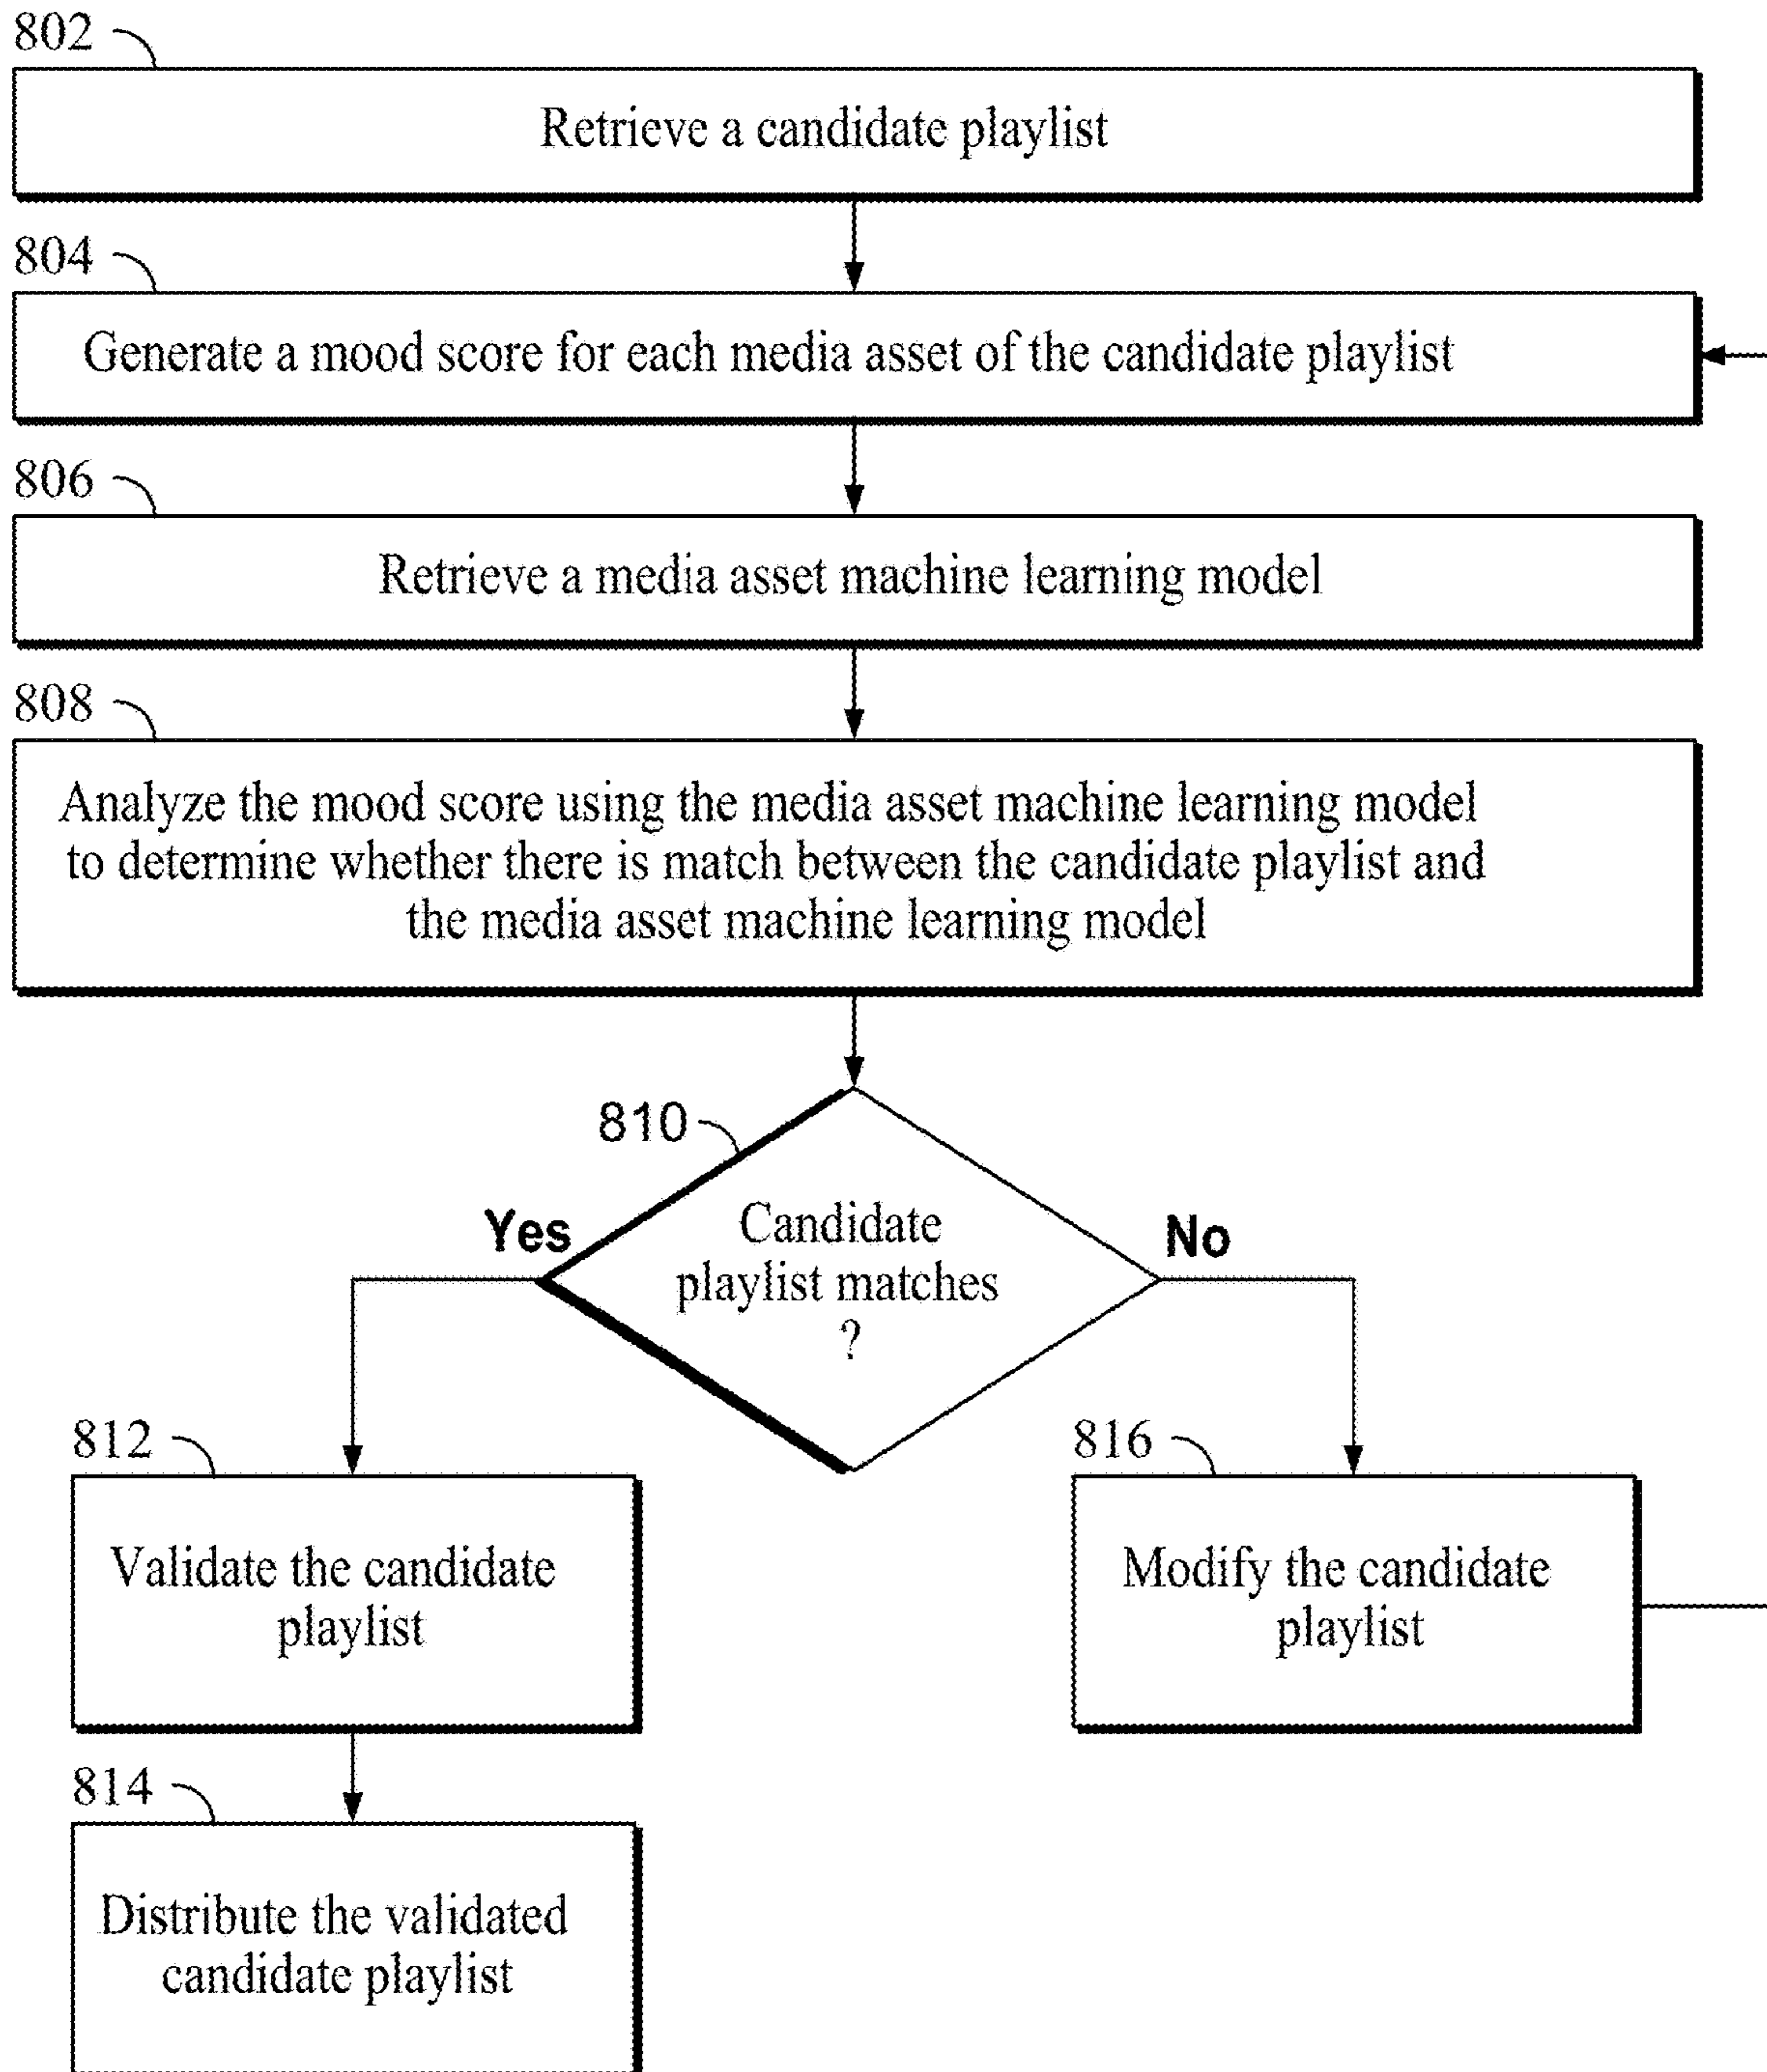 802
Retrieve a candidate playlist
804
Generate a mood score for each media asset of the candidate playlist
806
Retrieve a media asset machine learning model
808
Analyze the mood score using the media asset machine learning model
to determine whether there is match between the candidate playlist and
the media asset machine learning model
810
Yes
Candidate
playlist matches
?
No
812
Validate the candidate
playlist
816
Modify the candidate
playlist
814
Distribute the validated
candidate playlist